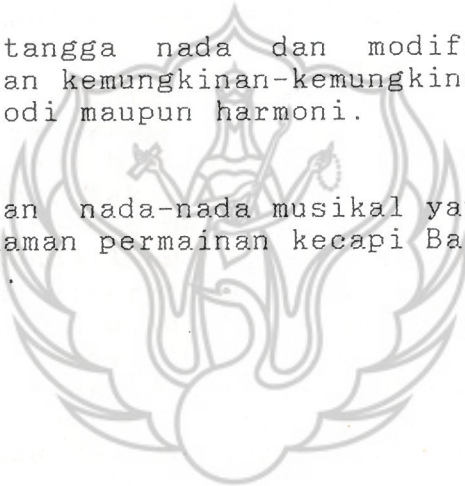 tangga nada dan modif
an kemungkinan-kemungkin
odi maupun harmoni.
an nada-nada musikal ya
aman permainan kecapi Ba
.